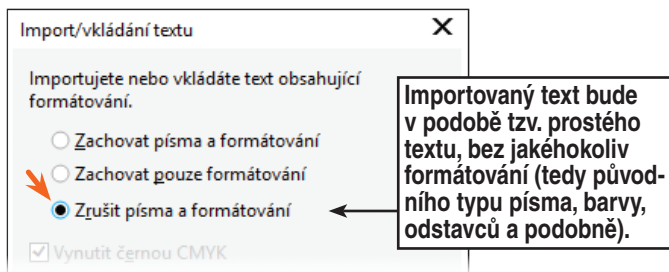 Import/vkládání textu
Importujete nebo vkládáte text obsahující
formátování.
Zachovat písma a formátování
Zachovat pouze formátování
Zrušit písma a formátování
Vynutit černou CMYK
Importovaný text bude
v podobě tzv. prostého
textu, bez jakéhokoliv
formátování (tedy původ-
ního typu písma, barvy,
odstavců a podobně).